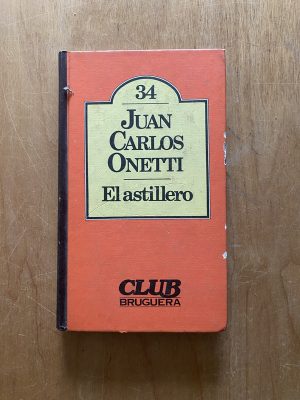 34
JUAN
CARLOS
ONETTI
El astillero
CLUB
BRUGUERA